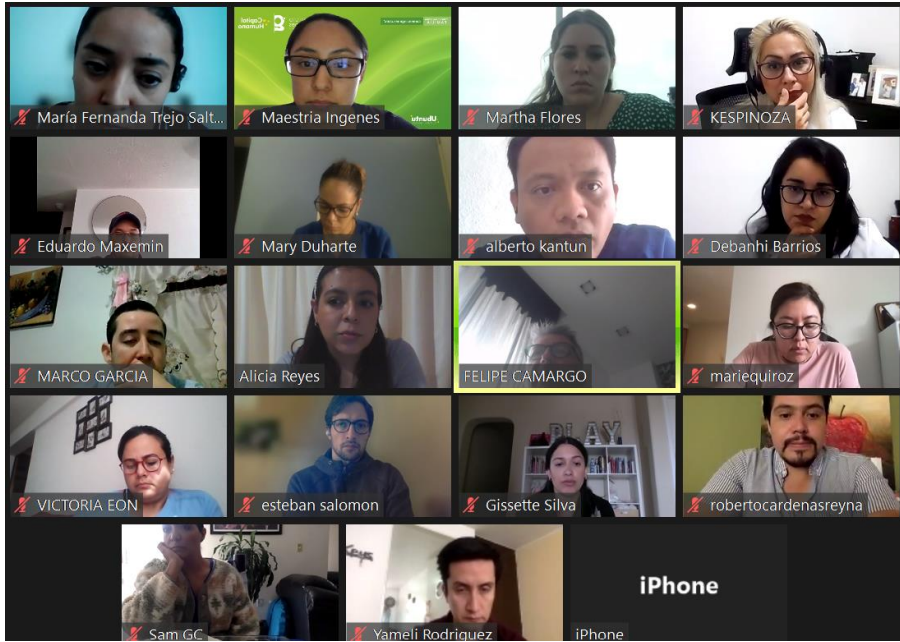 Capital
Humano
María Fernanda Trejo Salt...
Maestria Ingenes
Martha Flores
KESPINOZA
Eduardo Maxemin
Mary Duharte
alberto kantun
Debanhi Barrios
MARCO GARCIA
Alicia Reyes
FELIPE CAMARGO
mariequiroz
VICTORIA EON
esteban salomon
PLAY
Gissette Silva
robertocardenasreyna
Sam GC
Yameli Rodriguez
iPhone
iPhone